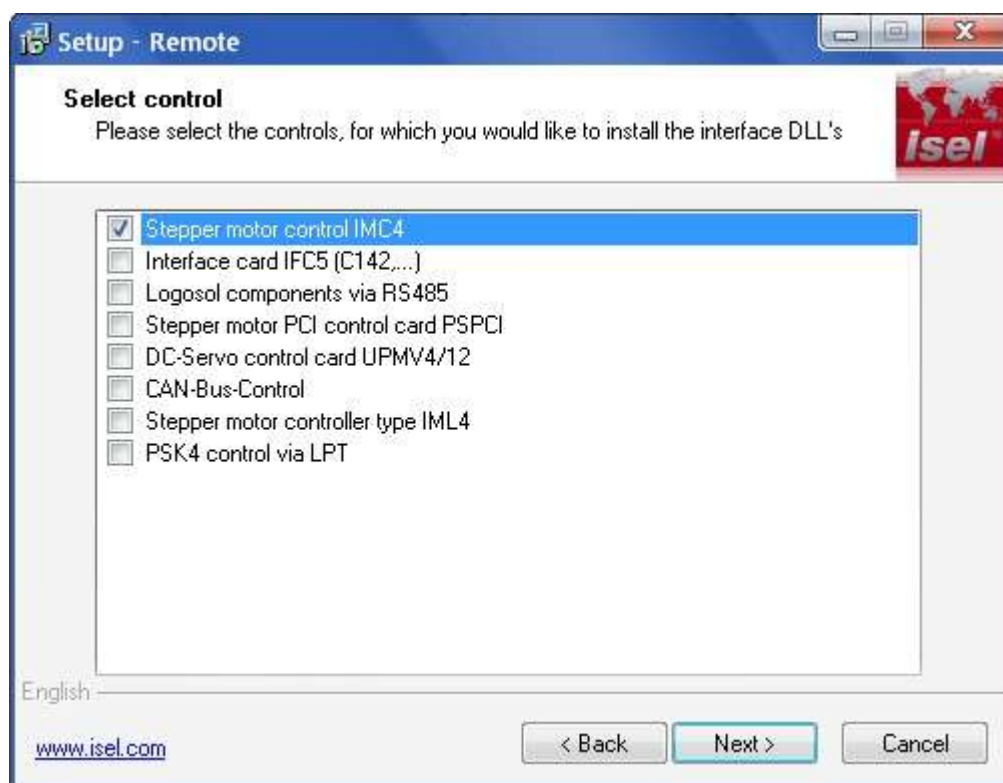 Setup - Remote
Select control
Please select the controls, for which you would like to install the interface DLL's
isel
Stepper motor control IMC4
Interface card IFC5 (C142,...)
Logosol components via RS485
Stepper motor PCI control card PSPCI
DC-Servo control card UPMV4/12
CAN-Bus-Control
Stepper motor controller type IML4
PSK4 control via LPT
English
www.isel.com
< Back
Next >
Cancel